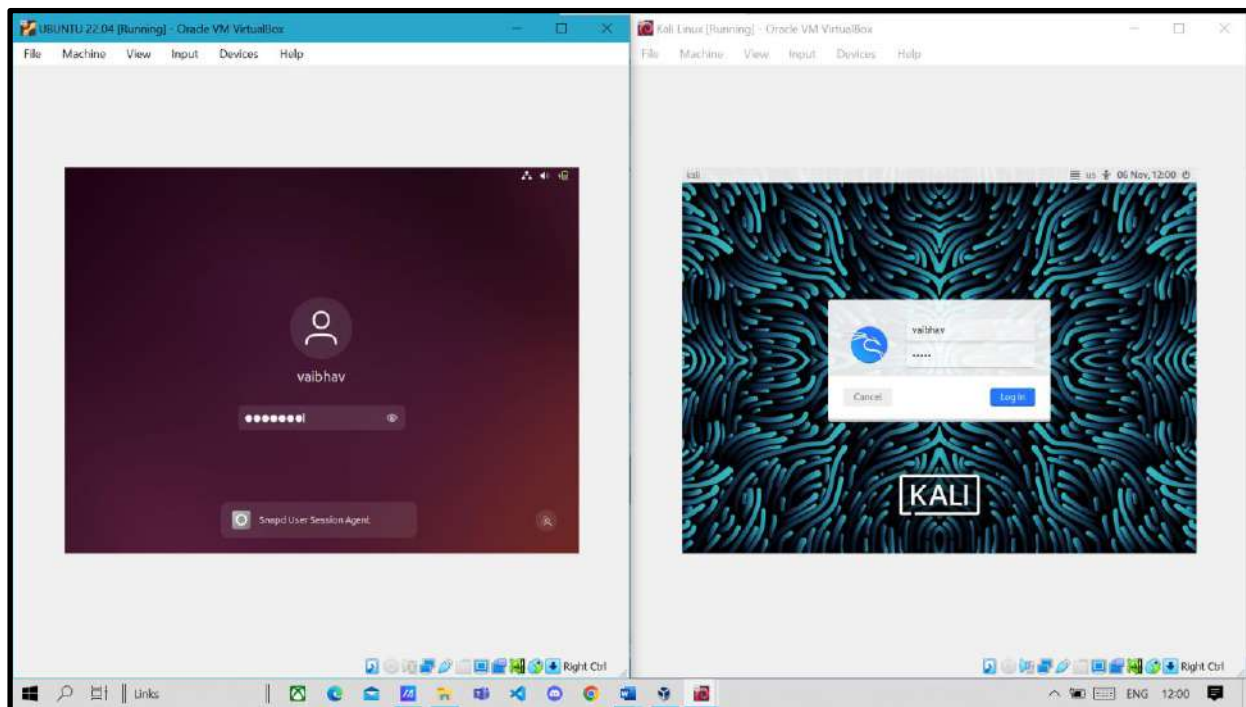 UBUNTU 22.04 [Running] - Oracle VM VirtualBox
File Machine View Input Devices Help
vaibhav
Snapd User Session Agent
Right Ctrl
Kali Linux [Running] - Oracle VM VirtualBox
File Machine View Input Devices Help
kali us 06 Nov, 12:00
vaibhav
Cancel Log In
KALI
Right Ctrl
Links ENG 12:00